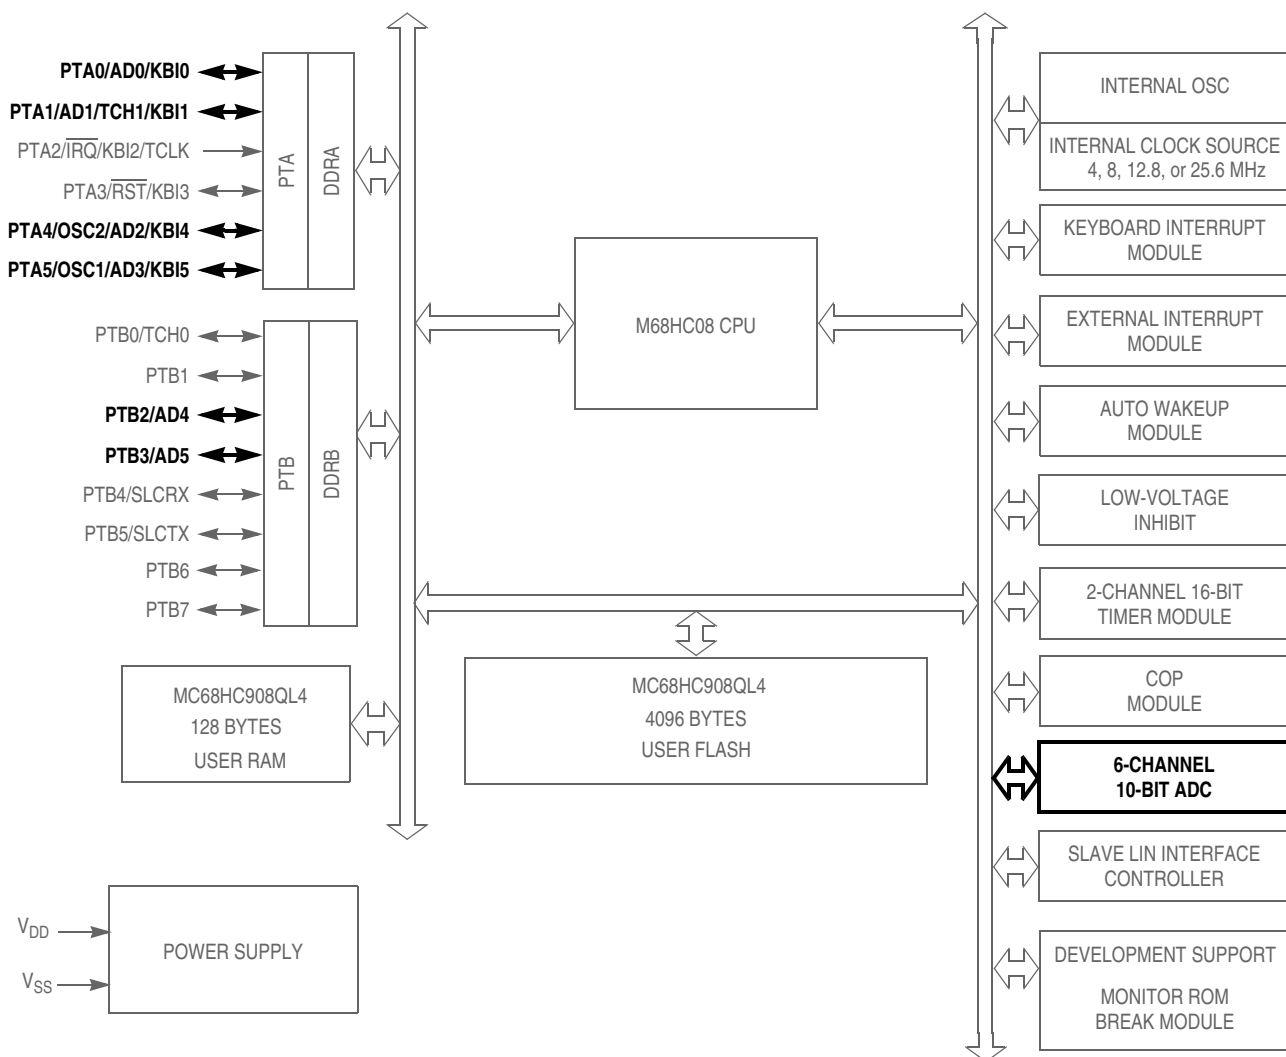 PTA0/AD0/KBI0
PTA1/AD1/TCH1/KBI1
PTA2/IRQ/KBI2/TCLK
PTA3/RST/KBI3
PTA4/OSC2/AD2/KBI4
PTA5/OSC1/AD3/KBI5
PTA
DDRA
PTB0/TCH0
PTB1
PTB2/AD4
PTB3/AD5
PTB4/SLCRX
PTB5/SLCTX
PTB6
PTB7
PTB
DDRB
M68HC08 CPU
MC68HC908QL4
128 BYTES
USER RAM
MC68HC908QL4
4096 BYTES
USER FLASH
VDD
VSS
POWER SUPPLY
INTERNAL OSC
INTERNAL CLOCK SOURCE
4, 8, 12.8, or 25.6 MHz
KEYBOARD INTERRUPT
MODULE
EXTERNAL INTERRUPT
MODULE
AUTO WAKEUP
MODULE
LOW-VOLTAGE
INHIBIT
2-CHANNEL 16-BIT
TIMER MODULE
COP
MODULE
6-CHANNEL
10-BIT ADC
SLAVE LIN INTERFACE
CONTROLLER
DEVELOPMENT SUPPORT
MONITOR ROM
BREAK MODULE